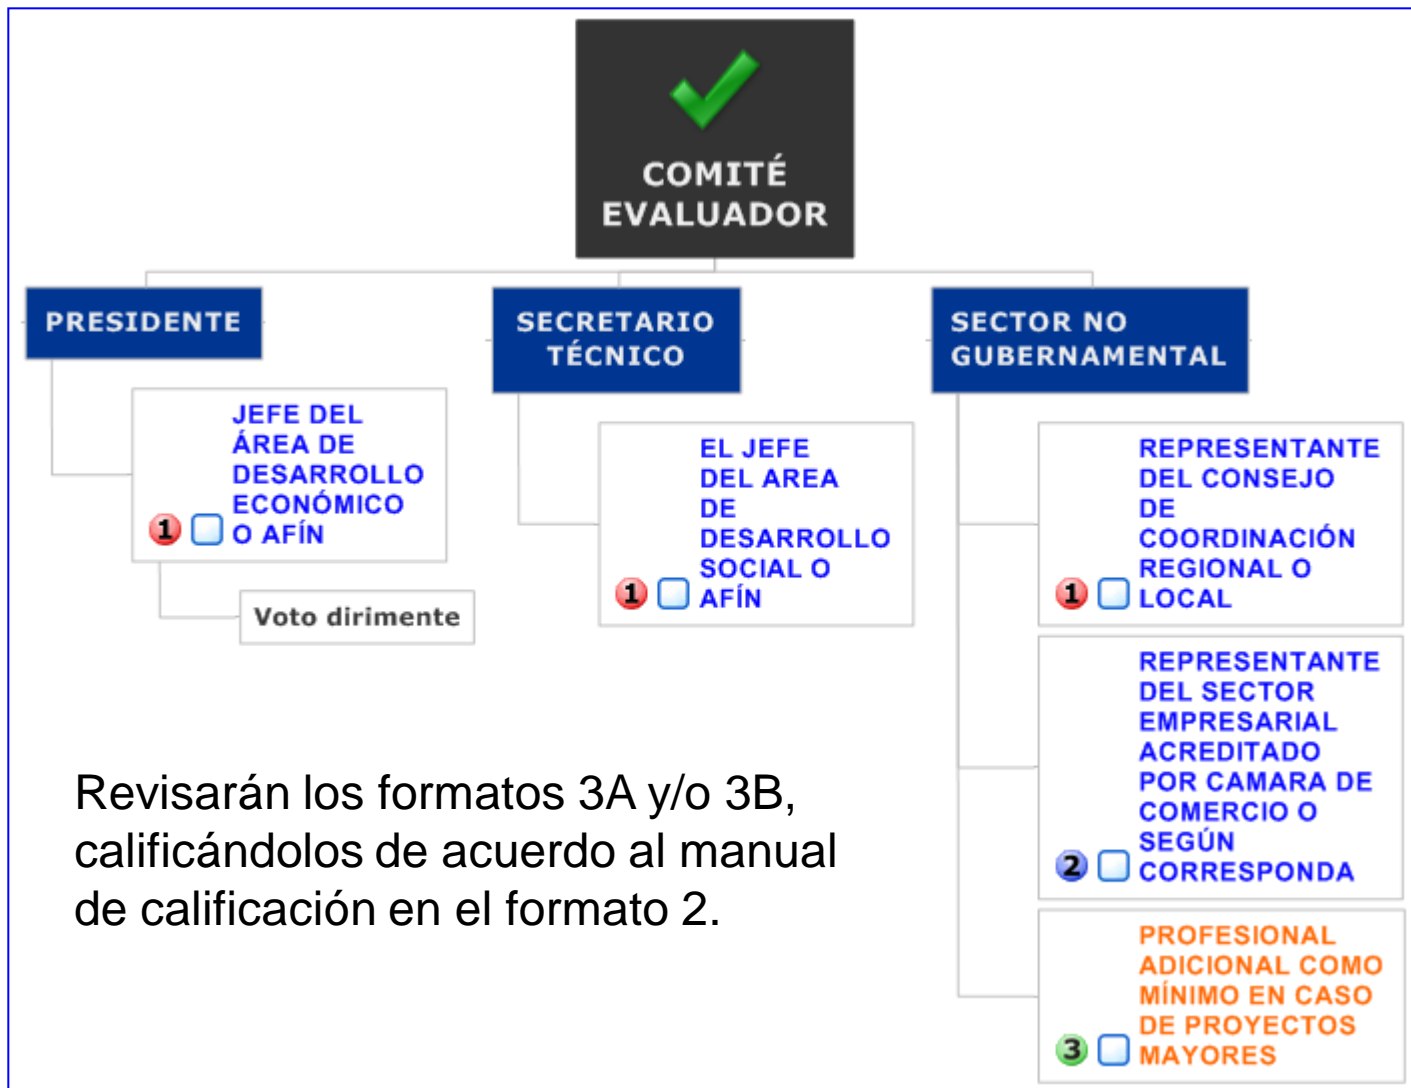 COMITÉ
EVALUADOR
PRESIDENTE
JEFE DEL
ÁREA DE
DESARROLLO
ECONÓMICO
1 O AFÍN
Voto dirimente
SECRETARIO
TÉCNICO
EL JEFE
DEL AREA
DE
DESARROLLO
SOCIAL O
1 AFÍN
SECTOR NO
GUBERNAMENTAL
REPRESENTANTE
DEL CONSEJO
DE
COORDINACIÓN
REGIONAL O
1 LOCAL
REPRESENTANTE
DEL SECTOR
EMPRESARIAL
ACREDITADO
POR CAMARA DE
COMERCIO O
SEGÚN
2 CORRESPONDA
PROFESIONAL
ADICIONAL COMO
MÍNIMO EN CASO
DE PROYECTOS
3 MAYORES
Revisarán los formatos 3A y/o 3B,
calificándolos de acuerdo al manual
de calificación en el formato 2.